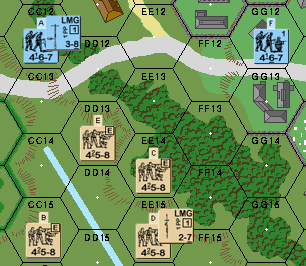 CC12
EE12
GG12
A
LMG
1
3-8
4⁠6-7
DD12
FF12
F
1
4⁠6-7
CC13
EE13
GG13
DD13
FF13
E
E
4⁠5-8
CC14
EE14
GG14
C
E
4⁠5-8
DD14
FF14
CC15
EE15
GG15
B
E
4⁠5-8
D
LMG
1
2-7
4⁠5-8
DD15
FF15